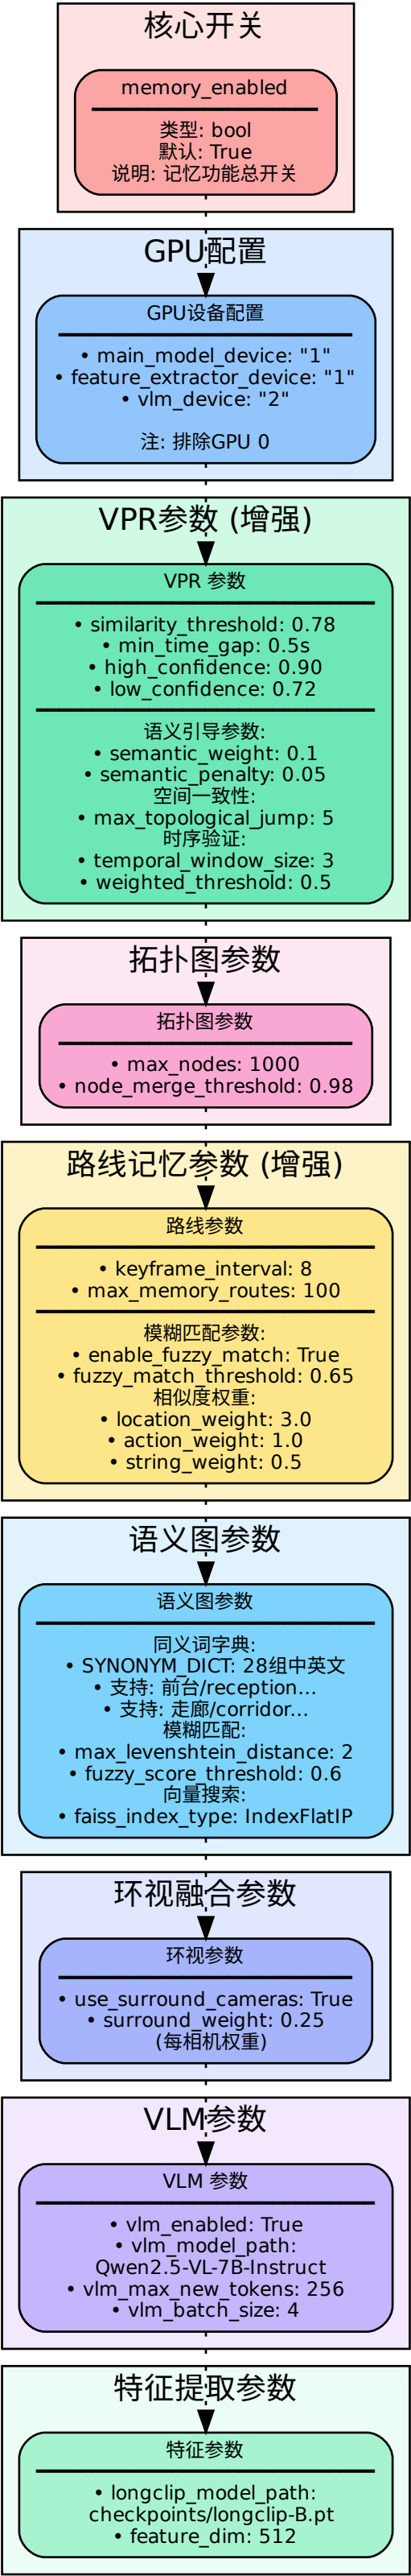 核心开关
memory_enabled
类型: bool
默认: True
说明: 记忆功能总开关
GPU配置
GPU设备配置
• main_model_device: "1"
• feature_extractor_device: "1"
• vlm_device: "2"
注: 排除GPU 0
VPR参数 (增强)
VPR 参数
• similarity_threshold: 0.78
• min_time_gap: 0.5s
• high_confidence: 0.90
• low_confidence: 0.72
语义引导参数:
• semantic_weight: 0.1
• semantic_penalty: 0.05
空间一致性:
• max_topological_jump: 5
时序验证:
• temporal_window_size: 3
• weighted_threshold: 0.5
拓扑图参数
拓扑图参数
• max_nodes: 1000
• node_merge_threshold: 0.98
路线记忆参数 (增强)
路线参数
• keyframe_interval: 8
• max_memory_routes: 100
模糊匹配参数:
• enable_fuzzy_match: True
• fuzzy_match_threshold: 0.65
相似度权重:
• location_weight: 3.0
• action_weight: 1.0
• string_weight: 0.5
语义图参数
语义图参数
同义词字典:
• SYNONYM_DICT: 28组中英文
• 支持: 前台/reception...
• 支持: 走廊/corridor...
模糊匹配:
• max_levenshtein_distance: 2
• fuzzy_score_threshold: 0.6
向量搜索:
• faiss_index_type: IndexFlatIP
环视融合参数
环视参数
• use_surround_cameras: True
• surround_weight: 0.25
(每相机权重)
VLM参数
VLM 参数
• vlm_enabled: True
• vlm_model_path:
Qwen2.5-VL-7B-Instruct
• vlm_max_new_tokens: 256
• vlm_batch_size: 4
特征提取参数
特征参数
• longclip_model_path:
checkpoints/longclip-B.pt
• feature_dim: 512